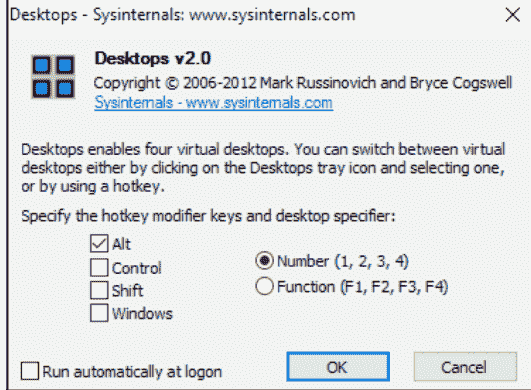 Desktops - Sysinternals: www.sysinternals.com
Desktops v2.0
Copyright © 2006-2012 Mark Russinovich and Bryce Cogswell
Sysinternals - www.sysinternals.com
Desktops enables four virtual desktops. You can switch between virtual
desktops either by clicking on the Desktops tray icon and selecting one,
or by using a hotkey.
Specify the hotkey modifier keys and desktop specifier:
Alt
Control
Shift
Windows
Number (1, 2, 3, 4)
Function (F1, F2, F3, F4)
Run automatically at logon
OK
Cancel